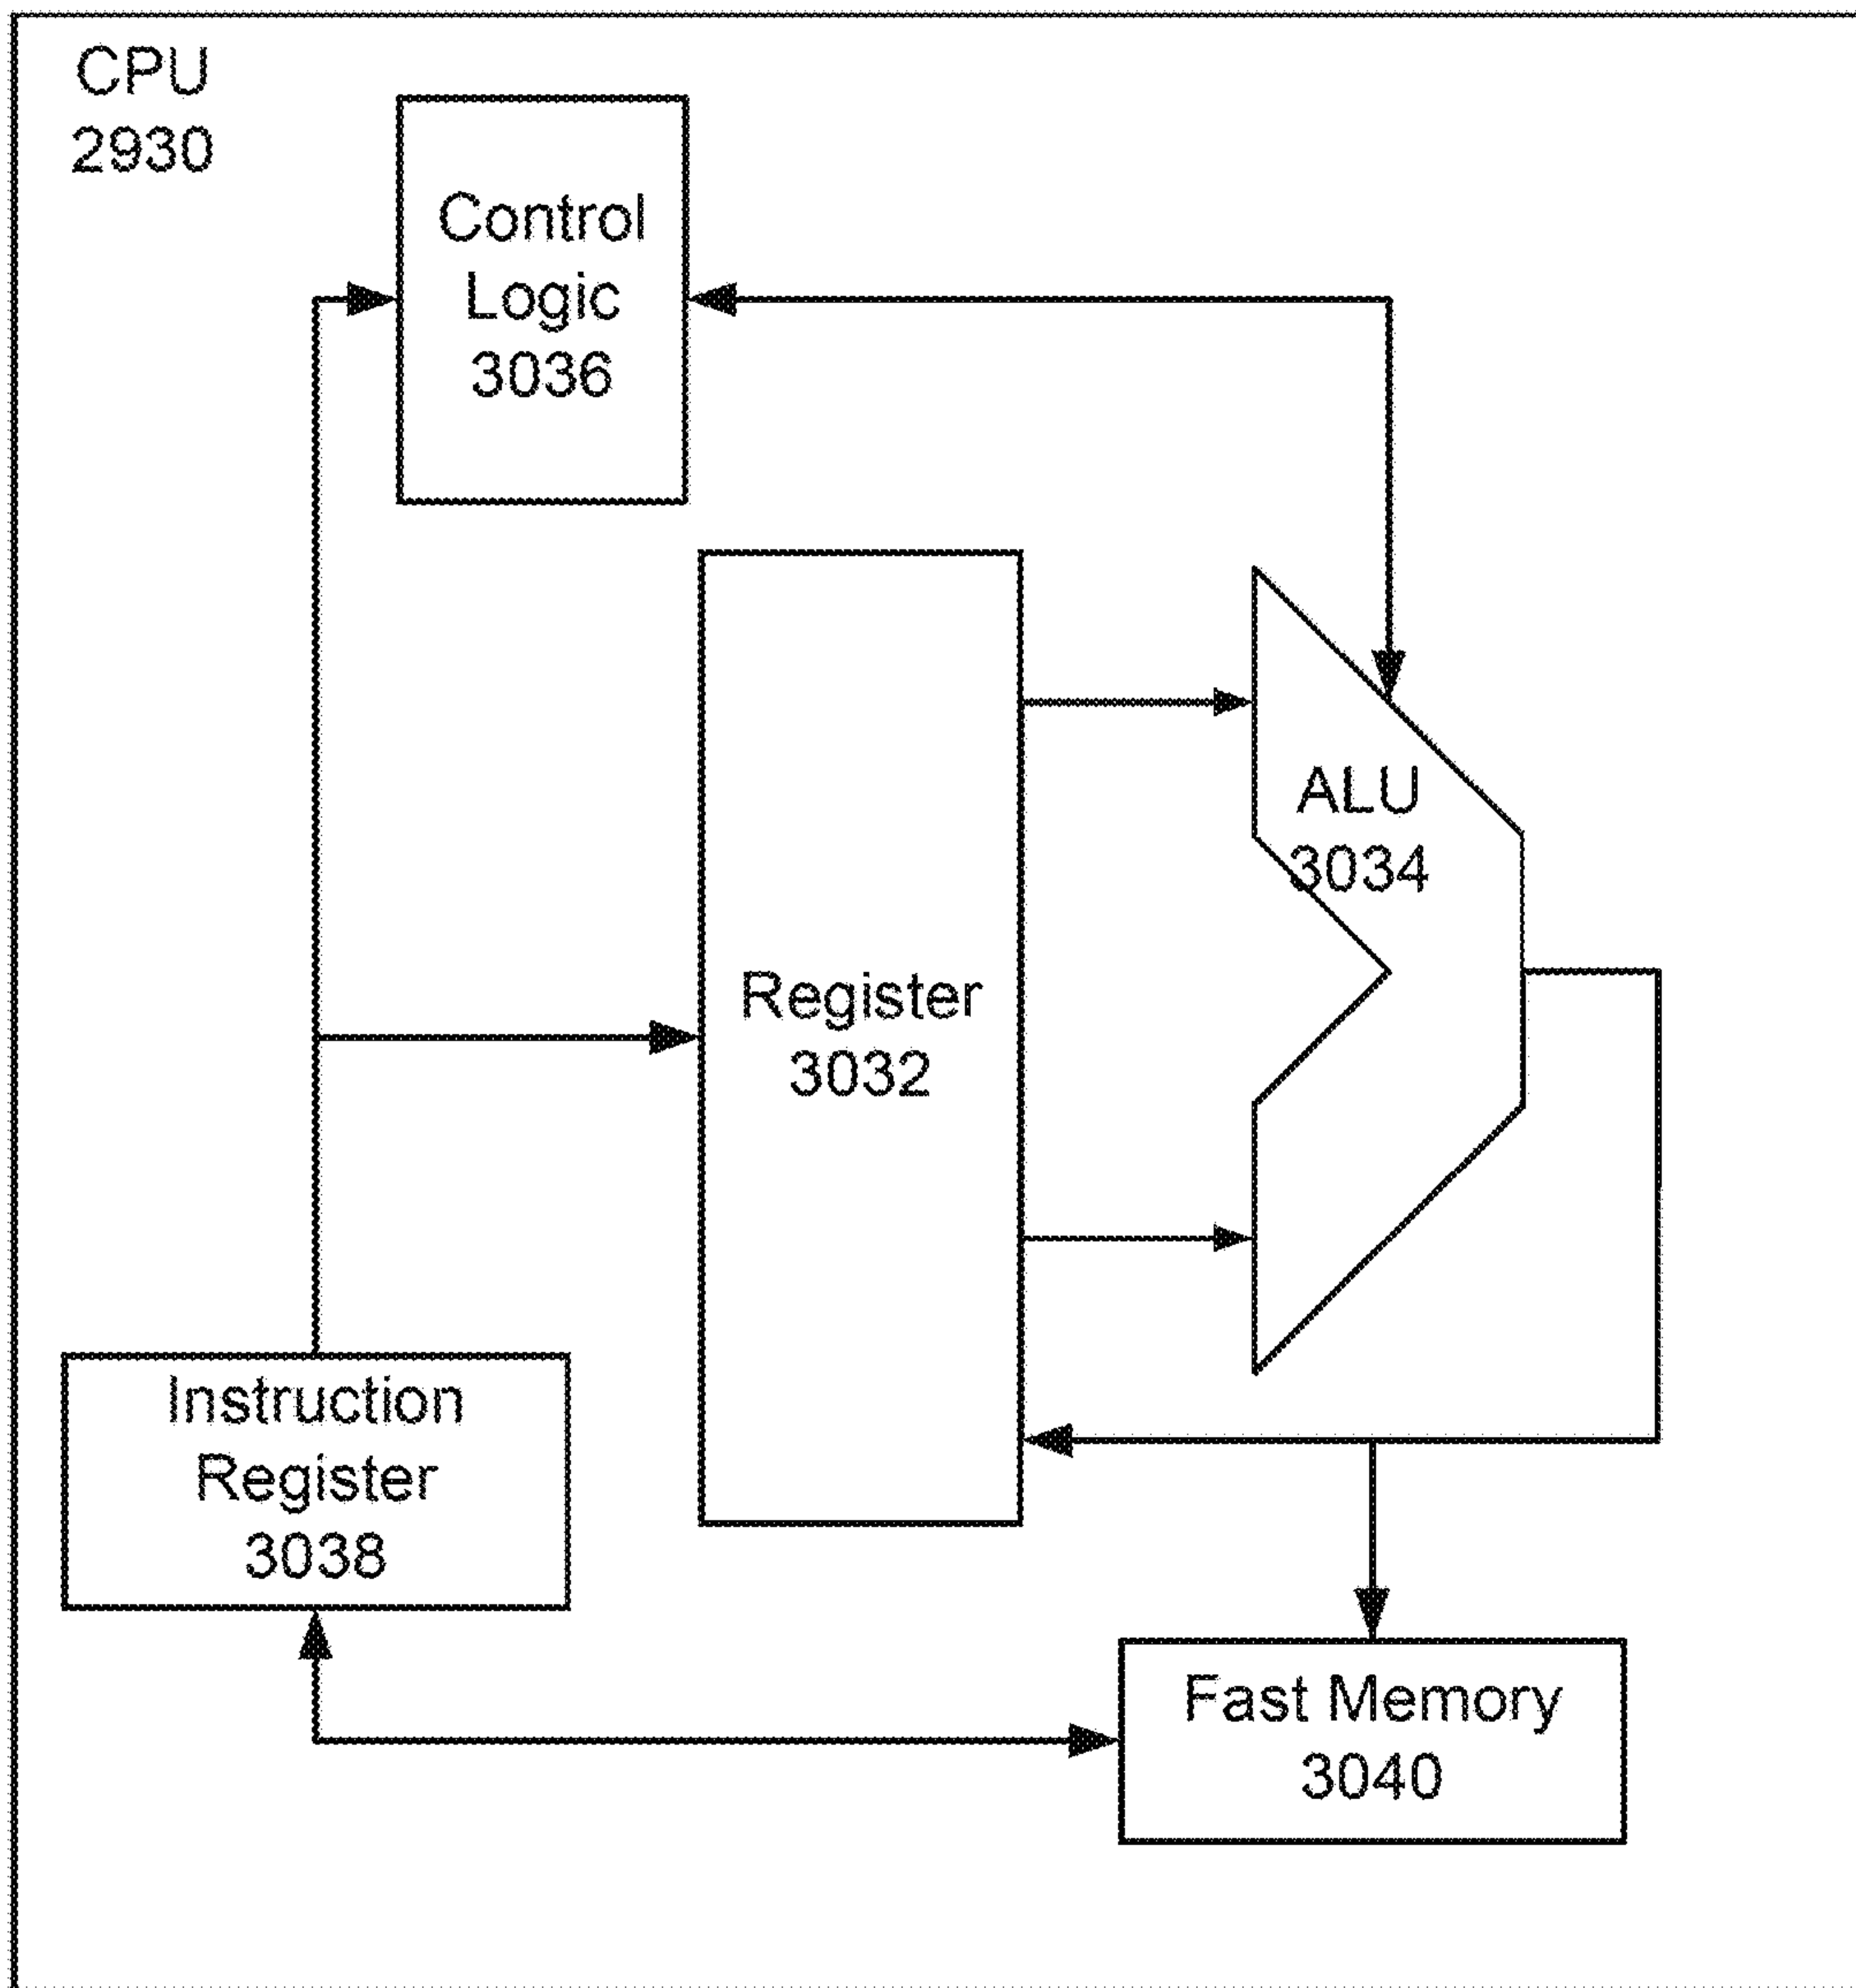 CPU
2930
Control
Logic
3036
ALU
3034
Register
3032
Instruction
Register
3038
Fast Memory
3040